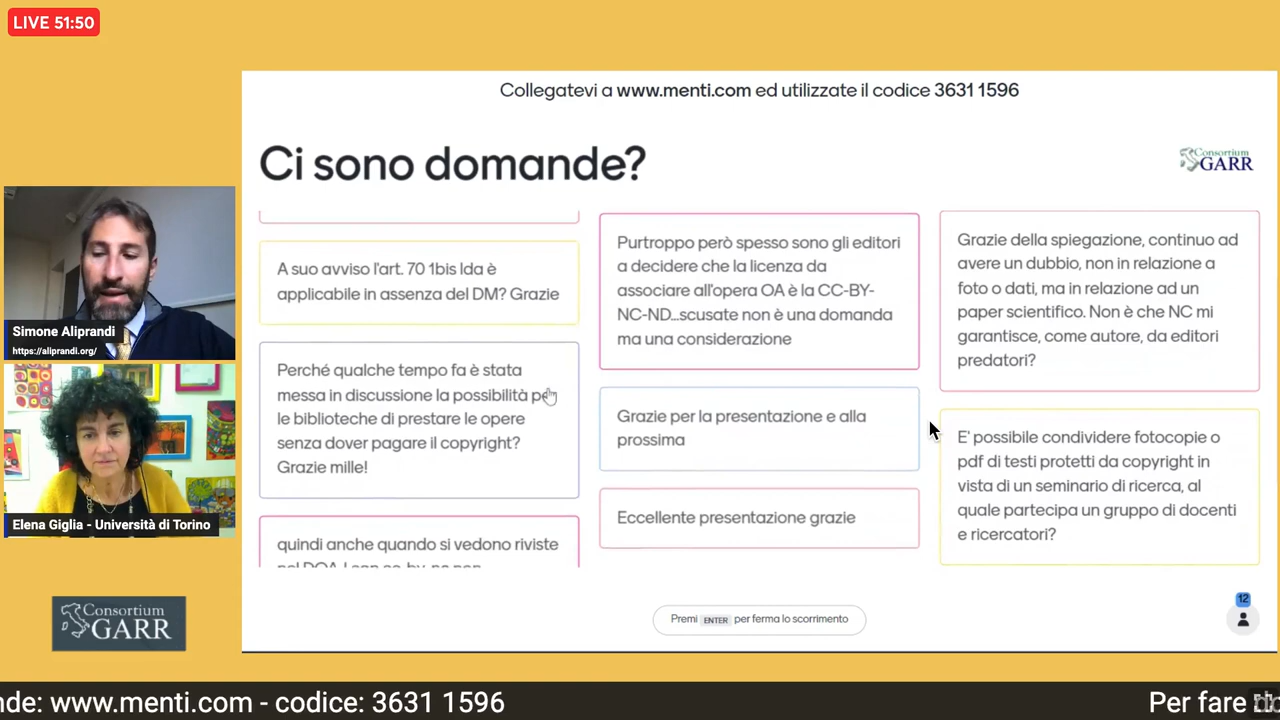 LIVE 51:50
Collegatevi a www.menti.com ed utilizzate il codice 3631 1596
Ci sono domande?
Consortium
GARR
A suo avviso l'art. 70 1bis lda è
applicabile in assenza del DM? Grazie
Perché qualche tempo fa è stata
messa in discussione la possibilità per
le biblioteche di prestare le opere
senza dover pagare il copyright?
Grazie mille!
quindi anche quando si vedono riviste
Purtroppo però spesso sono gli editori
a decidere che la licenza da
associare all'opera OA è la CC-BY-
NC-ND...scusate non è una domanda
ma una considerazione
Grazie per la presentazione e alla
prossima
Eccellente presentazione grazie
Grazie della spiegazione, continuo ad
avere un dubbio, non in relazione a
foto o dati, ma in relazione ad un
paper scientifico. Non è che NC mi
garantisce, come autore, da editori
predatori?
E' possibile condividere fotocopie o
pdf di testi protetti da copyright in
vista di un seminario di ricerca, al
quale partecipa un gruppo di docenti
e ricercatori?
Simone Aliprandi
https://aliprandi.org/
Elena Giglia - Università di Torino
Consortium
GARR
Premi ENTER per ferma lo scorrimento
12
nde: www.menti.com - codice: 3631 1596
Per fare